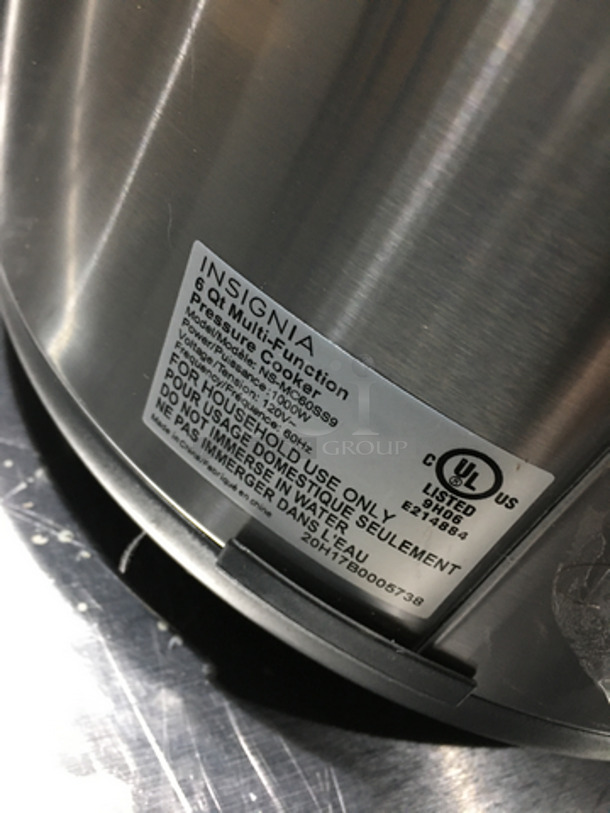 INSIGNIA
6 Qt Multi-Function
Pressure Cooker
Model/Modèle: NS-MC60SS9
Power/Puissance: 1000W
Voltage/Tension: 120V~
Frequency/Fréquence: 60Hz
FOR HOUSEHOLD USE ONLY
POUR USAGE DOMESTIQUE SEULEMENT
DO NOT IMMERSE IN WATER
NE PAS IMMERGER DANS L'EAU
Made in China/Fabriqué en chine
20H17B0005738
C UL US
®
LISTED
9H06
E214864
GROUP